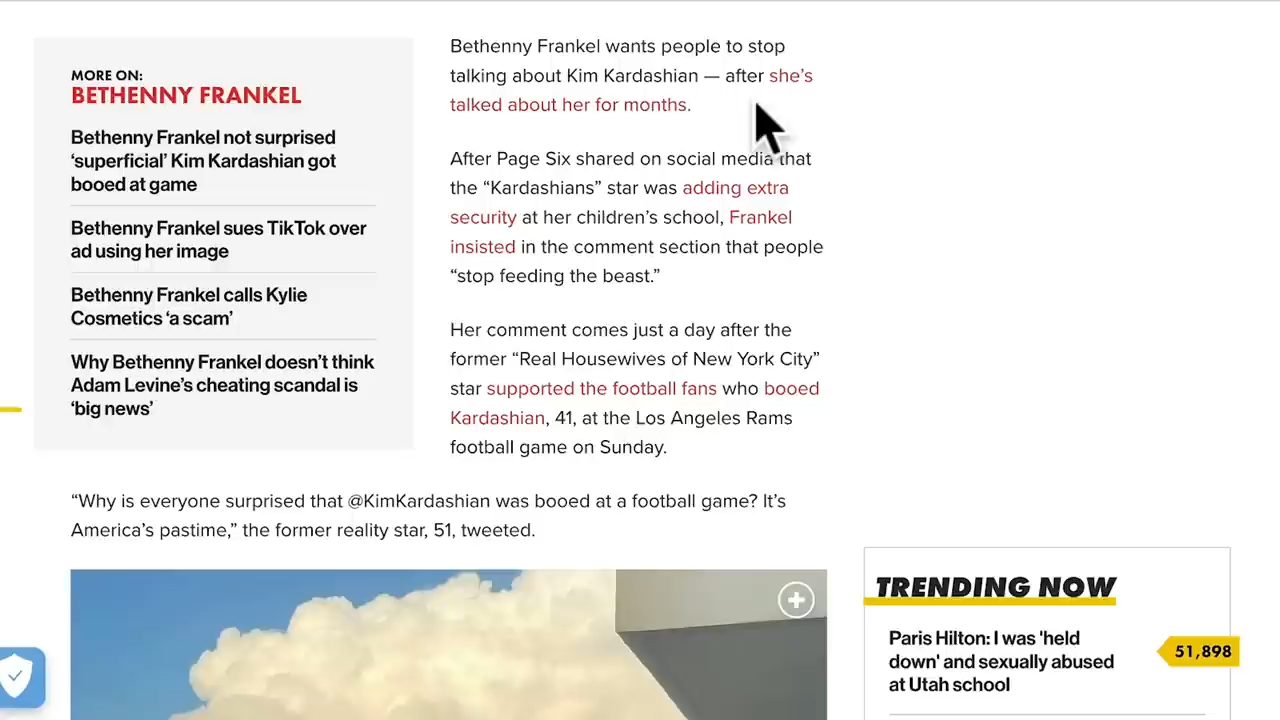 MORE ON:
BETHENNY FRANKEL
Bethenny Frankel not surprised
‘superficial’ Kim Kardashian got
booed at game
Bethenny Frankel sues TikTok over
ad using her image
Bethenny Frankel calls Kylie
Cosmetics ‘a scam’
Why Bethenny Frankel doesn’t think
Adam Levine’s cheating scandal is
‘big news’
Bethenny Frankel wants people to stop
talking about Kim Kardashian — after she’s
talked about her for months.
After Page Six shared on social media that
the “Kardashians” star was adding extra
security at her children’s school, Frankel
insisted in the comment section that people
“stop feeding the beast.”
Her comment comes just a day after the
former “Real Housewives of New York City”
star supported the football fans who booed
Kardashian, 41, at the Los Angeles Rams
football game on Sunday.
“Why is everyone surprised that @KimKardashian was booed at a football game? It’s
America’s pastime,” the former reality star, 51, tweeted.
TRENDING NOW
Paris Hilton: I was 'held
down' and sexually abused
at Utah school
51,898